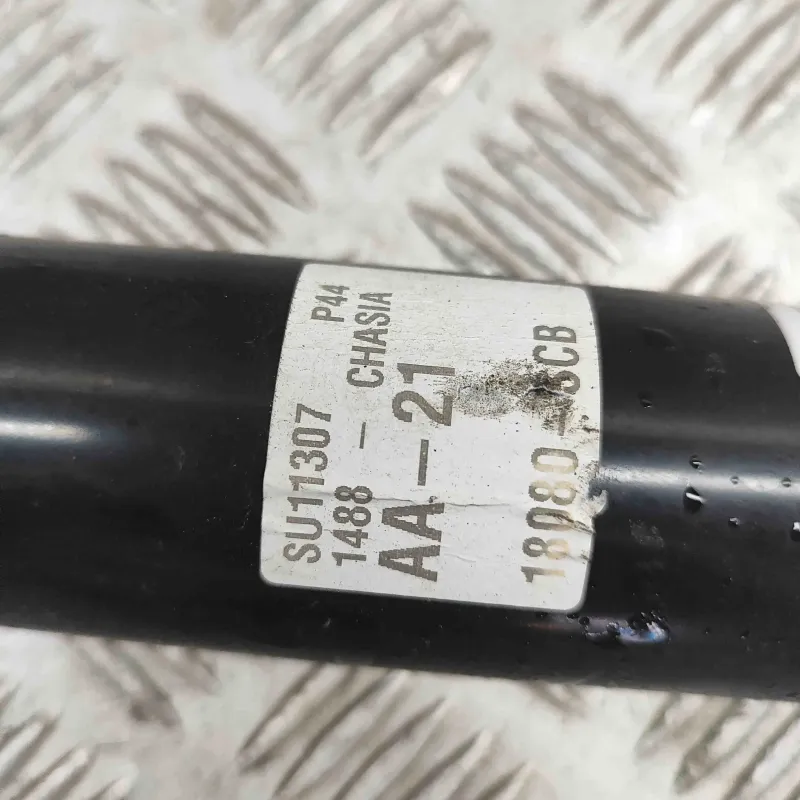 SU11307 P44
1488 - CHASIA
AA-21
18080-